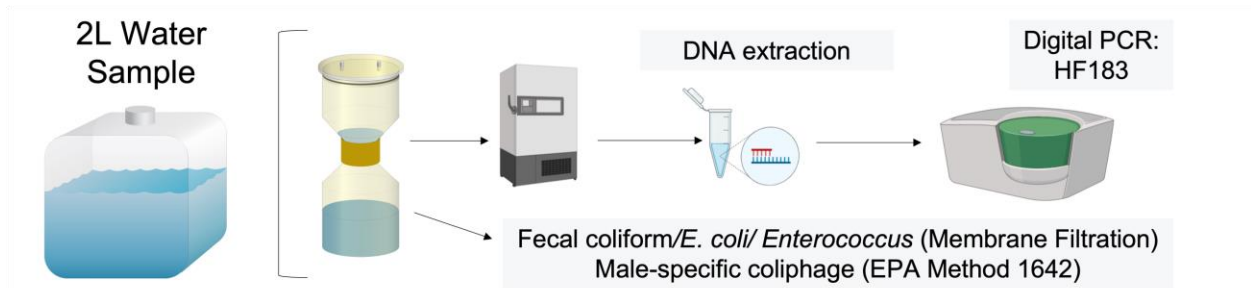 2L Water
Sample
DNA extraction
Digital PCR:
HF183
Fecal coliform/E. coli/ Enterococcus (Membrane Filtration)
Male-specific coliphage (EPA Method 1642)